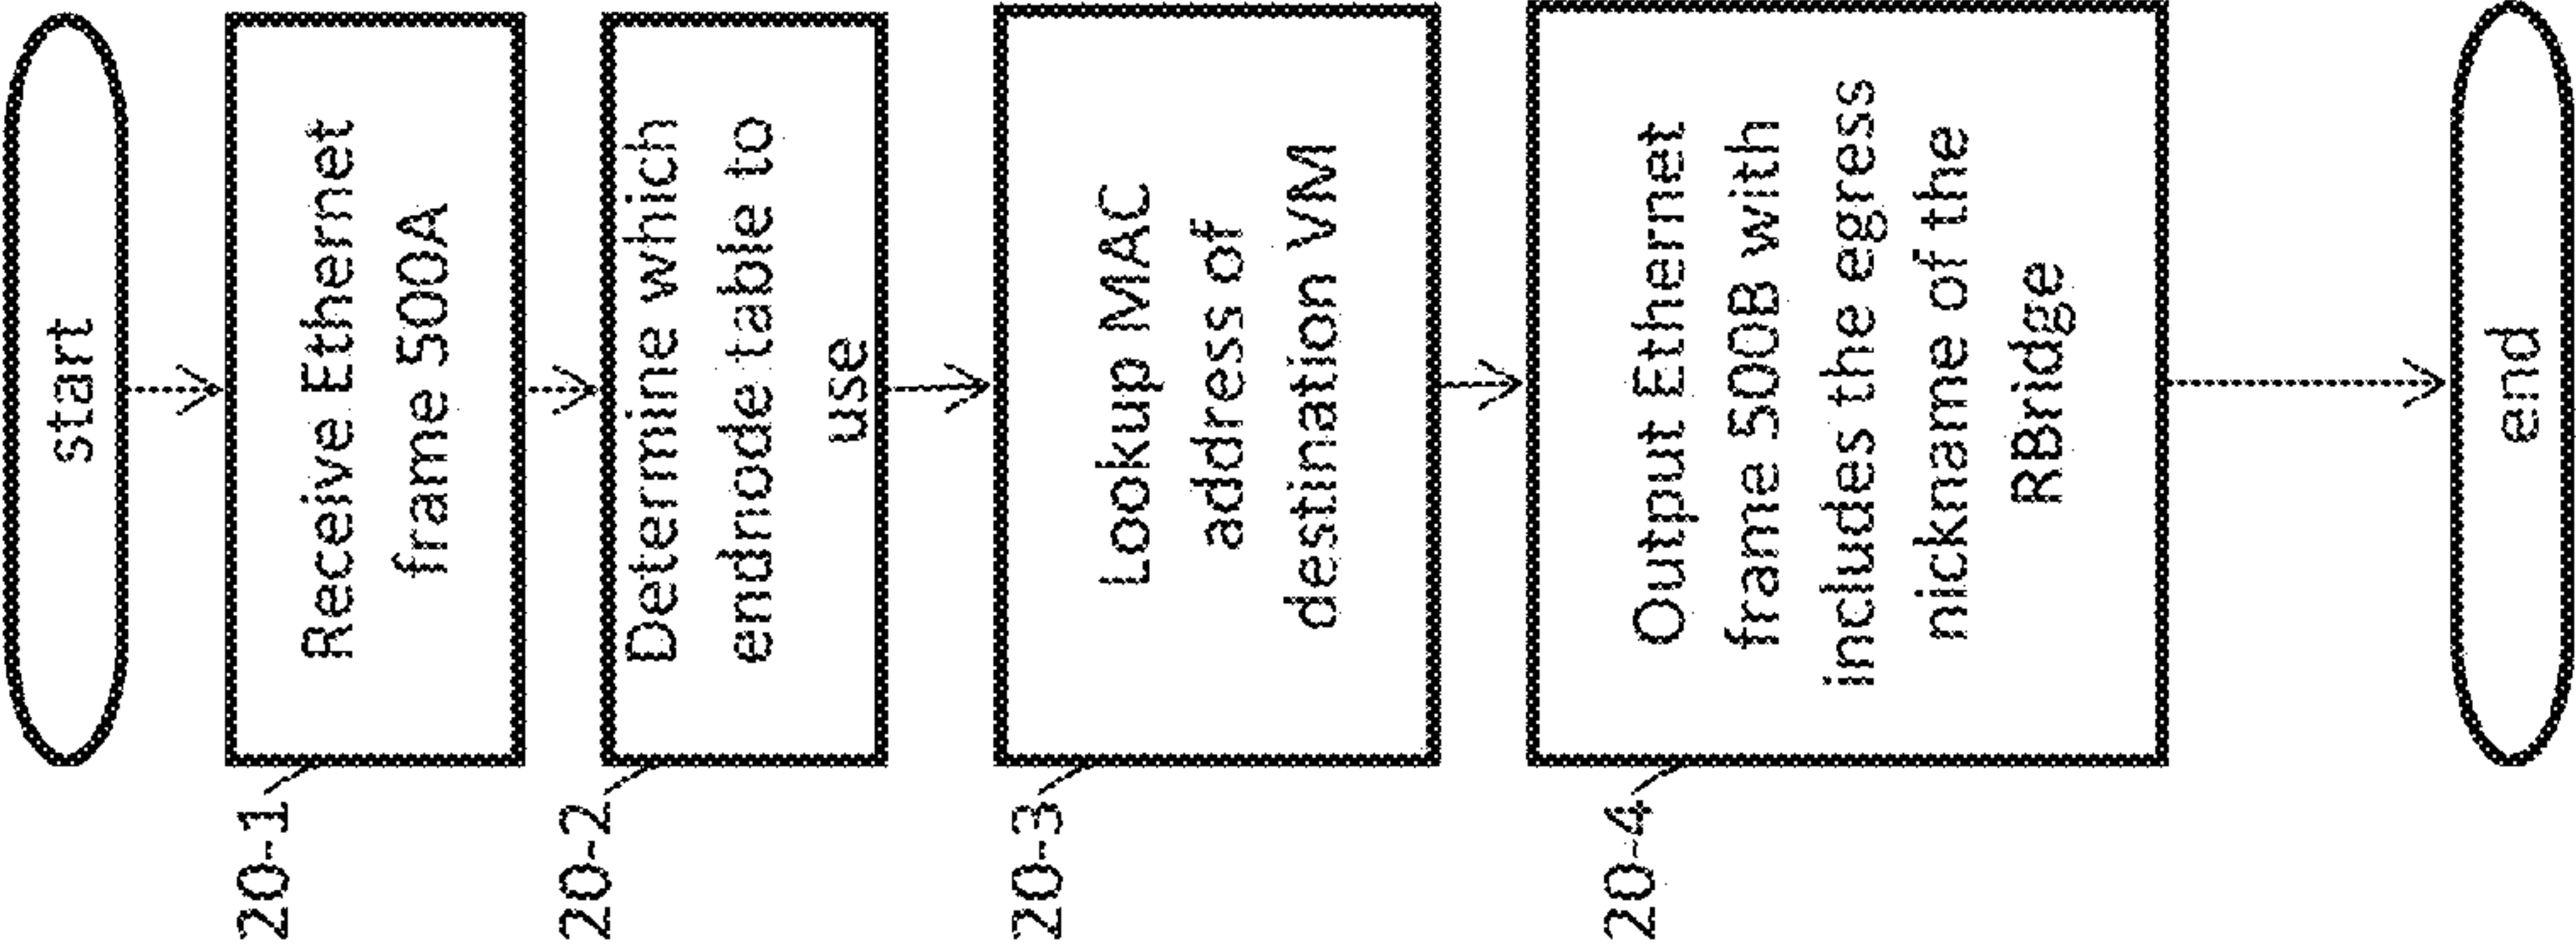 start
20-1
Receive Ethernet
frame 500A
20-2
Determine which
endnode table to
use
20-3
Lookup MAC
address of
destination VM
20-4
Output Ethernet
frame 500B with
includes the egress
nickname of the
RBridge
end